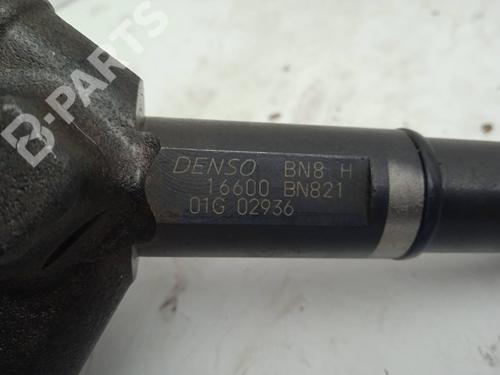 B-PARTS
DENSO BN8 H
16600 BN821
01G 02936